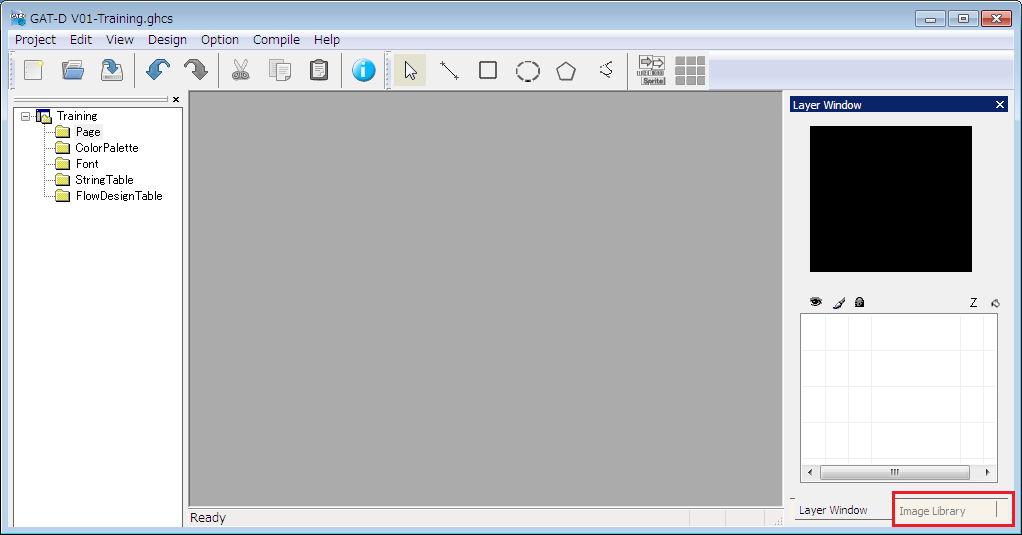 GAT-D V01-Training.ghcs
Project Edit View Design Option Compile Help
Sprite
Training
Page
ColorPalette
Font
StringTable
FlowDesignTable
Layer Window
Z
Layer Window
Image Library
Ready